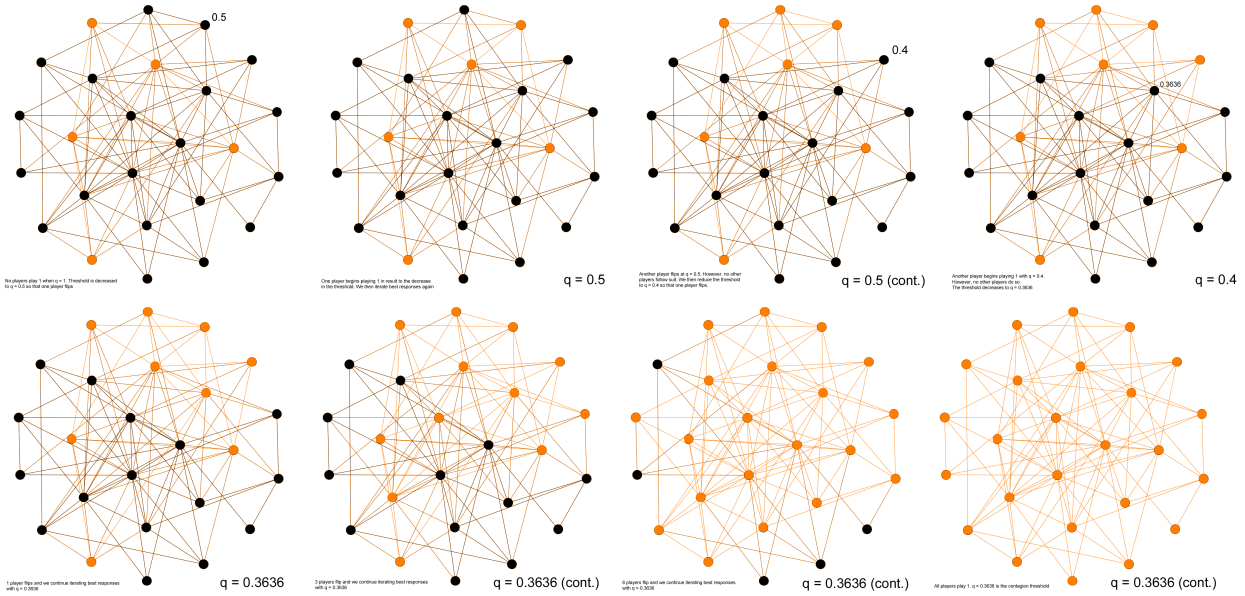 0.5
No players play 1 when q = 1. Threshold is decreased
to q = 0.5 so that one player flips
One player begins playing 1 in result to the decrease
in the threshold. We then iterate best responses again
q = 0.5
0.4
Another player flips at q = 0.5. However, no other
players follow suit. We then reduce the threshold
to q = 0.4 so that one player flips.
q = 0.5 (cont.)
0.3636
Another player begins playing 1 with q = 0.4.
However, no other players do so.
The threshold decreases to q = 0.3636
q = 0.4
1 player flips and we continue iterating best responses
with q = 0.3636
q = 0.3636
3 players flip and we continue iterating best responses
with q = 0.3636
q = 0.3636 (cont.)
8 players flip and we continue iterating best responses
with q = 0.3636
q = 0.3636 (cont.)
All players play 1. q = 0.3636 is the contagion threshold
q = 0.3636 (cont.)